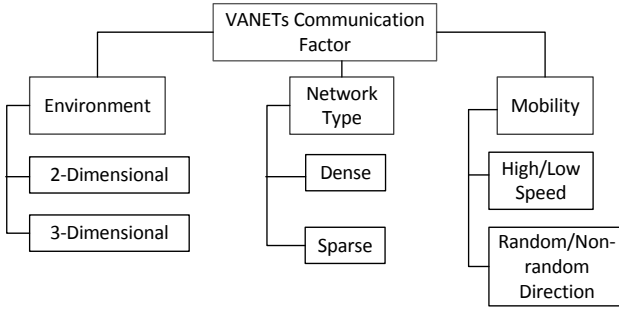 VANETs Communication
Factor
Environment
Network
Type
Mobility
2-Dimensional
Dense
High/Low
Speed
3-Dimensional
Sparse
Random/Non-
random
Direction